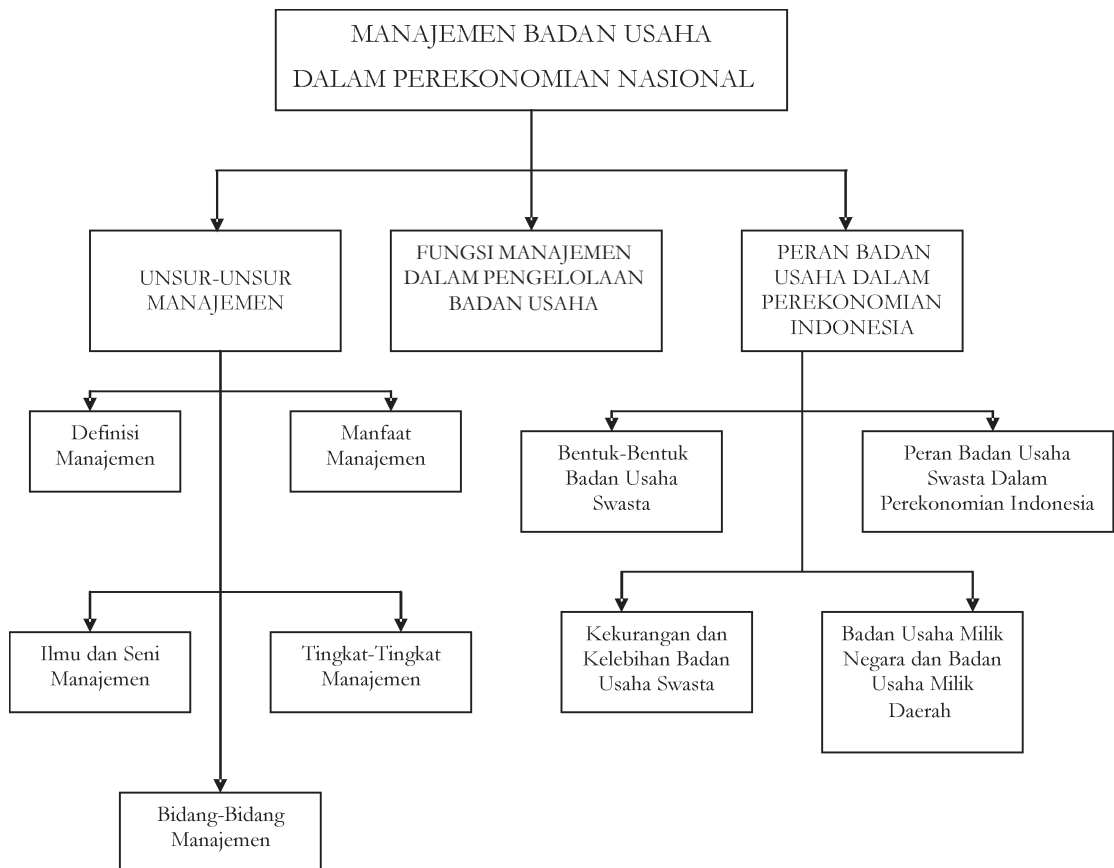 MANAJEMEN BADAN USAHA
DALAM PEREKONOMIAN NASIONAL
UNSUR-UNSUR
MANAJEMEN
FUNGSI MANAJEMEN
DALAM PENGELOLAAN
BADAN USAHA
PERAN BADAN
USAHA DALAM
PEREKONOMIAN
INDONESIA
Definisi
Manajemen
Manfaat
Manajemen
Bentuk-Bentuk
Badan Usaha
Swasta
Peran Badan Usaha
Swasta Dalam
Perekonomian Indonesia
Ilmu dan Seni
Manajemen
Tingkat-Tingkat
Manajemen
Kekurangan dan
Kelebihan Badan
Usaha Swasta
Badan Usaha Milik
Negara dan Badan
Usaha Milik
Daerah
Bidang-Bidang
Manajemen